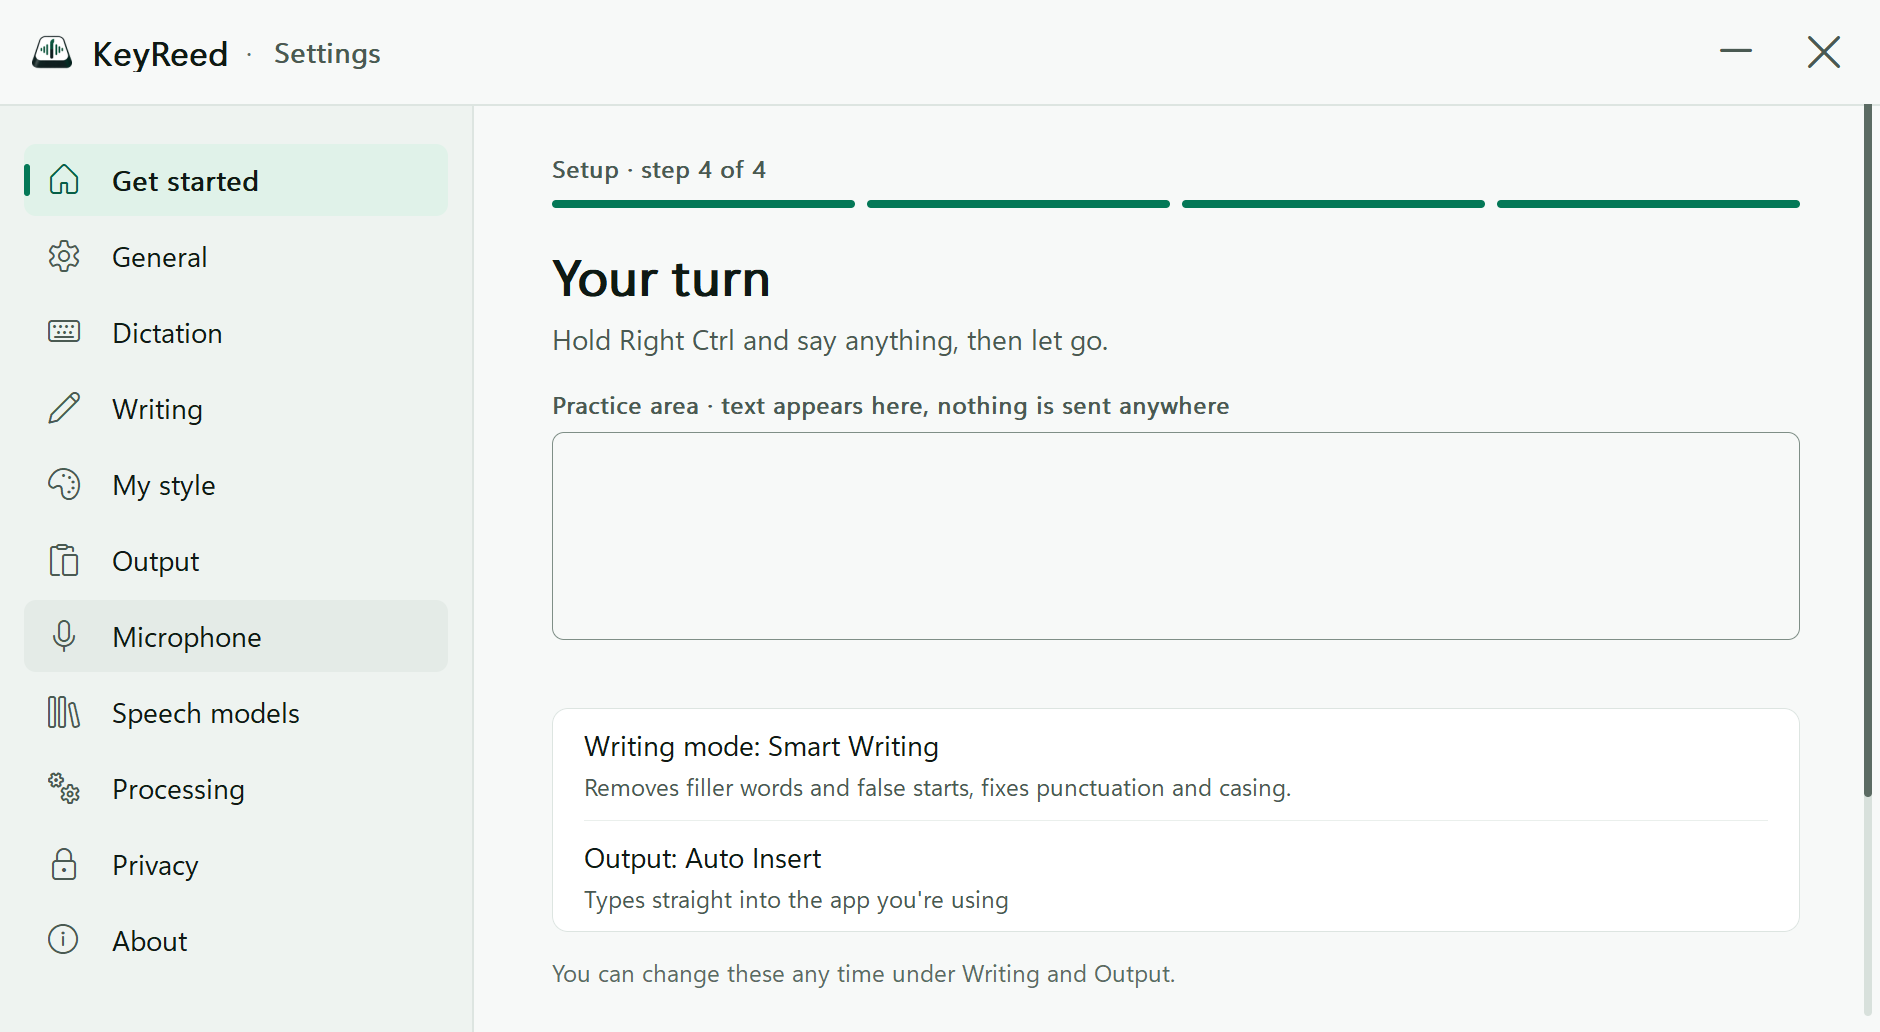 KeyReed · Settings
Get started
General
Dictation
Writing
My style
Output
Microphone
Speech models
Processing
Privacy
About
Setup · step 4 of 4
Your turn
Hold Right Ctrl and say anything, then let go.
Practice area · text appears here, nothing is sent anywhere
Writing mode: Smart Writing
Removes filler words and false starts, fixes punctuation and casing.
Output: Auto Insert
Types straight into the app you're using
You can change these any time under Writing and Output.